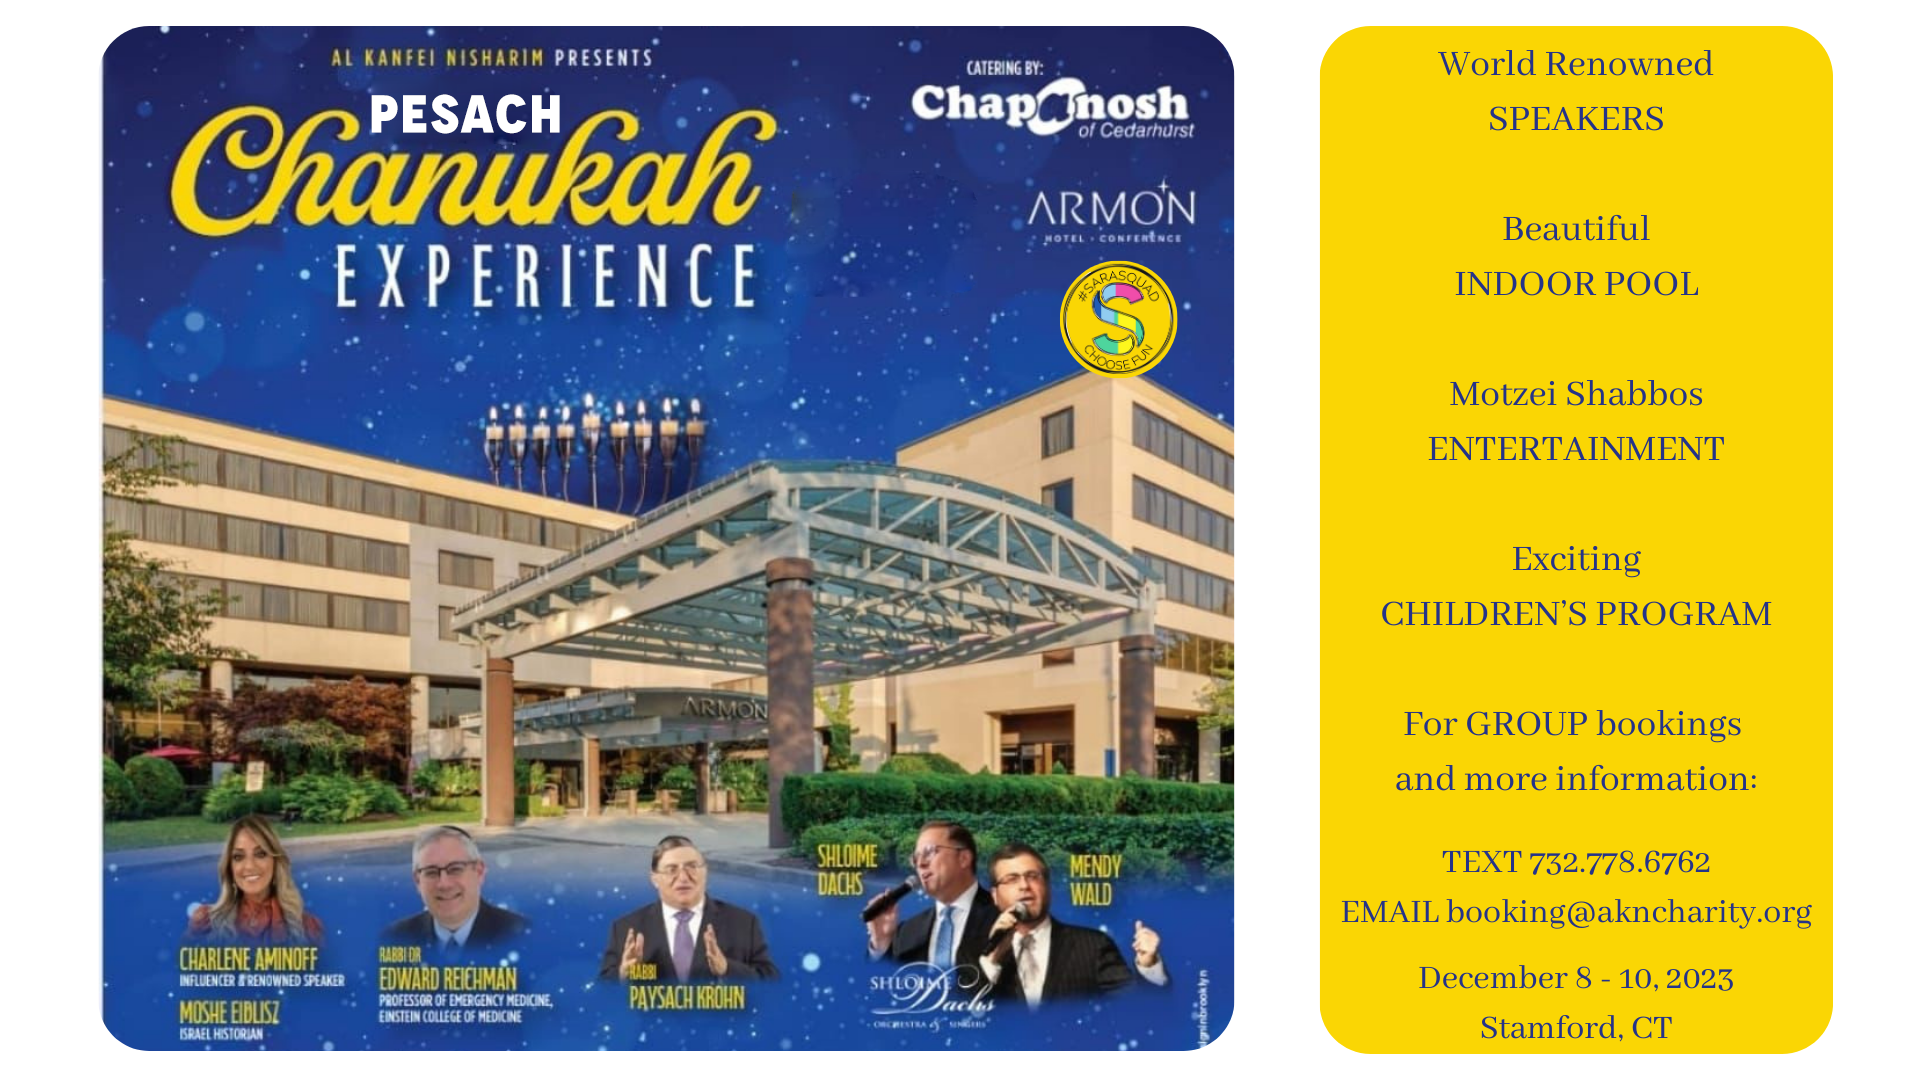 AL KANFEI NISHARIM PRESENTS
PESACH
Chanukah
EXPERIENCE
CATERING BY:
Chap a nosh
of Cedarhurst
ARMON
HOTEL · CONFERENCE
#SARASQUAD
S
CHOOSE FUN
ARMON
CHARLENE AMINOFF
INFLUENCER & RENOWNED SPEAKER
MOSHE EIBLISZ
ISRAEL HISTORIAN
RABBI DR
EDWARD REICHMAN
PROFESSOR OF EMERGENCY MEDICINE,
EINSTEIN COLLEGE OF MEDICINE
RABBI
PAYSACH KROHN
SHLOIME
DACHS
MENDY
WALD
SHLOIME
Dachs
ORCHESTRA & SINGERS
World Renowned
SPEAKERS
Beautiful
INDOOR POOL
Motzei Shabbos
ENTERTAINMENT
Exciting
CHILDREN'S PROGRAM
For GROUP bookings
and more information:
TEXT 732.778.6762
EMAIL booking@akncharity.org
December 8 - 10, 2023
Stamford, CT